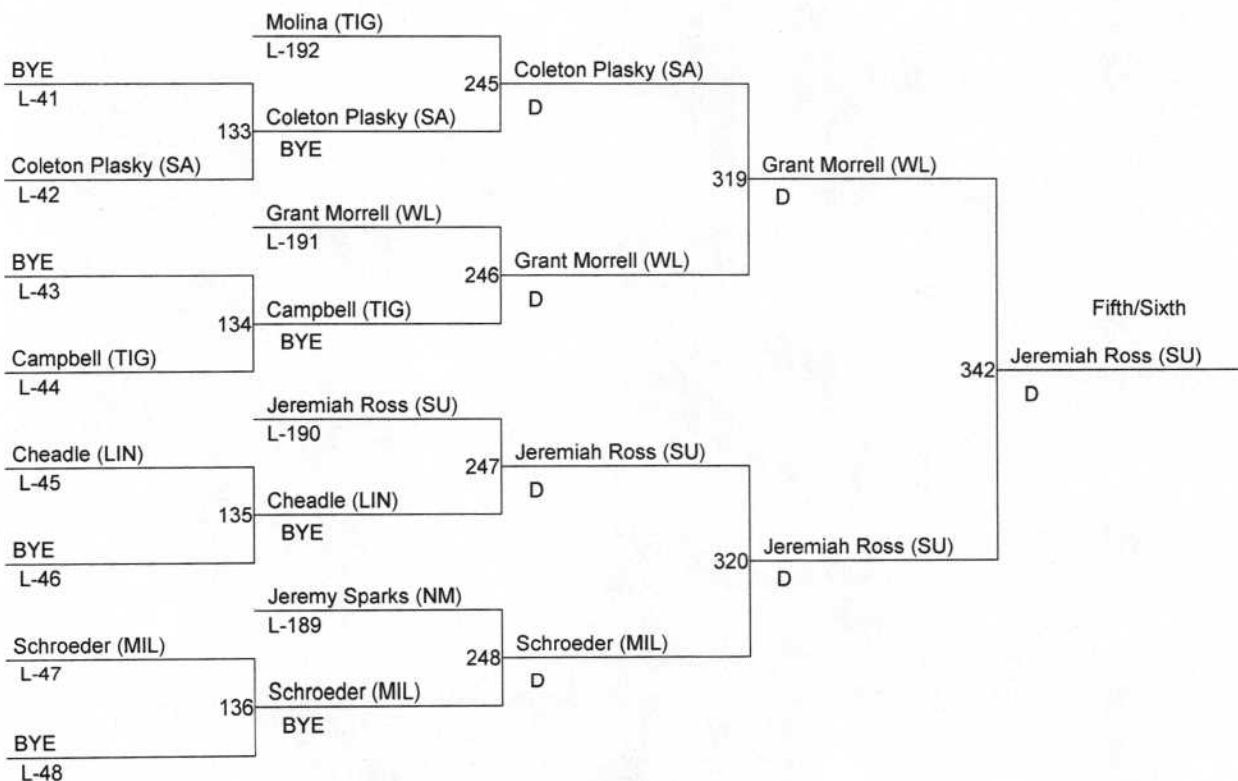 Molina (TIG)
L-192
BYE
L-41
245
Coleton Plasky (SA)
D
133
Coleton Plasky (SA)
BYE
Coleton Plasky (SA)
L-42
319
Grant Morrell (WL)
D
Grant Morrell (WL)
L-191
BYE
L-43
246
Grant Morrell (WL)
D
134
Campbell (TIG)
BYE
Fifth/Sixth
Campbell (TIG)
L-44
342
Jeremiah Ross (SU)
D
Jeremiah Ross (SU)
L-190
Cheadle (LIN)
L-45
247
Jeremiah Ross (SU)
D
135
Cheadle (LIN)
BYE
BYE
L-46
320
Jeremiah Ross (SU)
D
Jeremy Sparks (NM)
L-189
Schroeder (MIL)
L-47
248
Schroeder (MIL)
D
136
Schroeder (MIL)
BYE
BYE
L-48